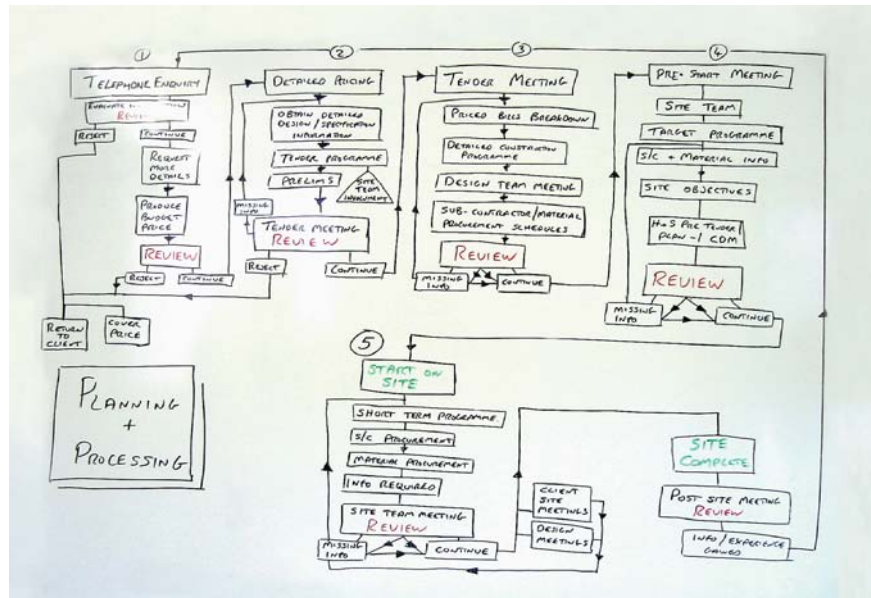 1
TELEPHONE ENQUIRY
REVIEW
REJECT
CONTINUE
REQUEST
MORE
DETAILS
PRODUCE
BUDGET
PRICE
REVIEW
REJECT
CONTINUE
RETURN
TO
CLIENT
COVER
PRICE
2
DETAILED PRICING
OBTAIN DETAILED
DESIGN/SPECIFICATION
INFORMATION
TENDER PROGRAMME
PRELIMS
SITE
TEAM
INVOLVMENT
MISSING
INFO
TENDER MEETING
REVIEW
REJECT
CONTINUE
3
TENDER MEETING
PRICED BILLS BREAKDOWN
DETAILED CONSTRUCTION
PROGRAMME
DESIGN TEAM MEETING
SUB-CONTRACTOR/MATERIAL
PROCUREMENT SCHEDULES
REVIEW
MISSING
INFO
CONTINUE
4
PRE-START MEETING
SITE TEAM
TARGET PROGRAMME
S/C + MATERIAL INFO
SITE OBJECTIVES
H+S PRE TENDER/
PLAN-/ CDM
REVIEW
MISSING
INFO
CONTINUE
5
START ON
SITE
SHORT TERM PROGRAMME
S/C PROCUREMENT
MATERIAL PROCUREMENT
INFO REQUIRED
SITE TEAM MEETING
REVIEW
MISSING
INFO
CONTINUE
CLIENT
SITE
MEETINGS
DESIGN
MEETINGS
SITE
COMPLETE
POST SITE MEETING
REVIEW
INFO/EXPERIENCE
GAINED
PLANNING
+
PROCESSING